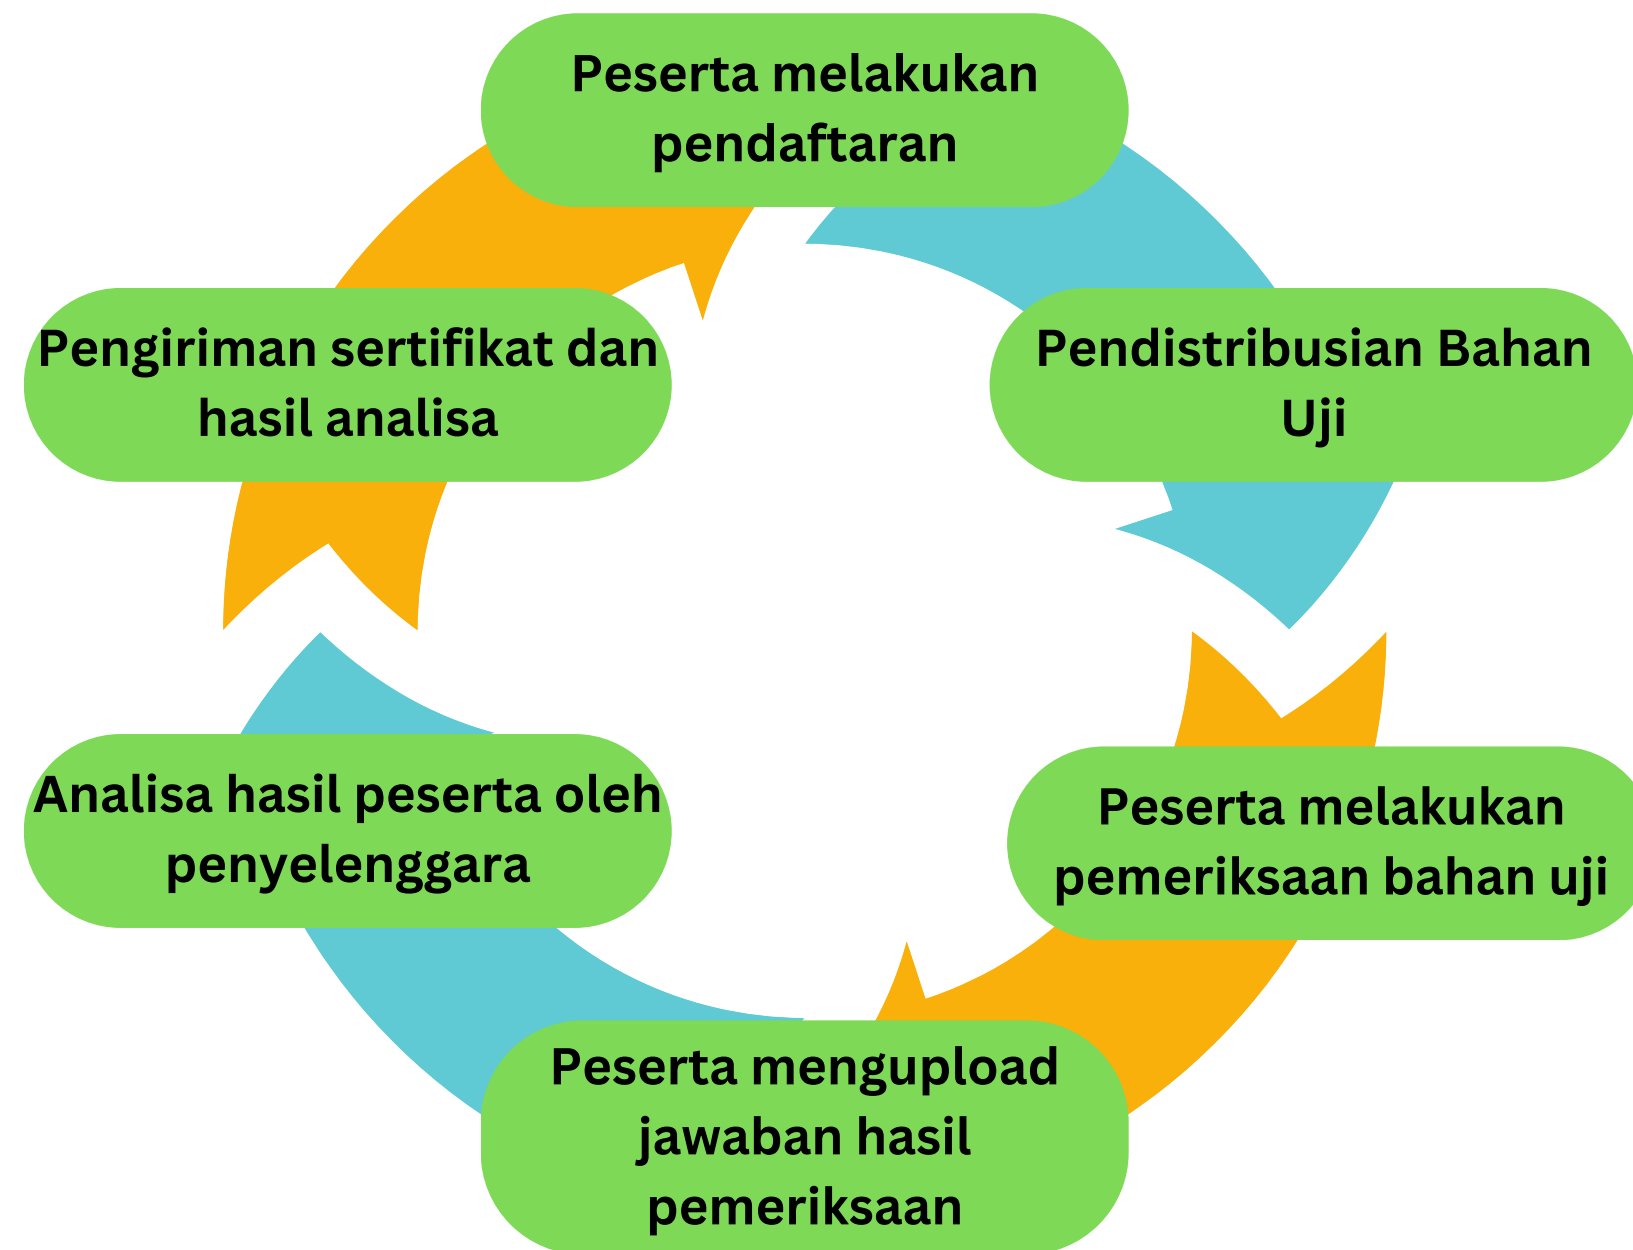 Peserta melakukan
pendaftaran
Pendistribusian Bahan
Uji
Peserta melakukan
pemeriksaan bahan uji
Peserta mengupload
jawaban hasil
pemeriksaan
Analisa hasil peserta oleh
penyelenggara
Pengiriman sertifikat dan
hasil analisa